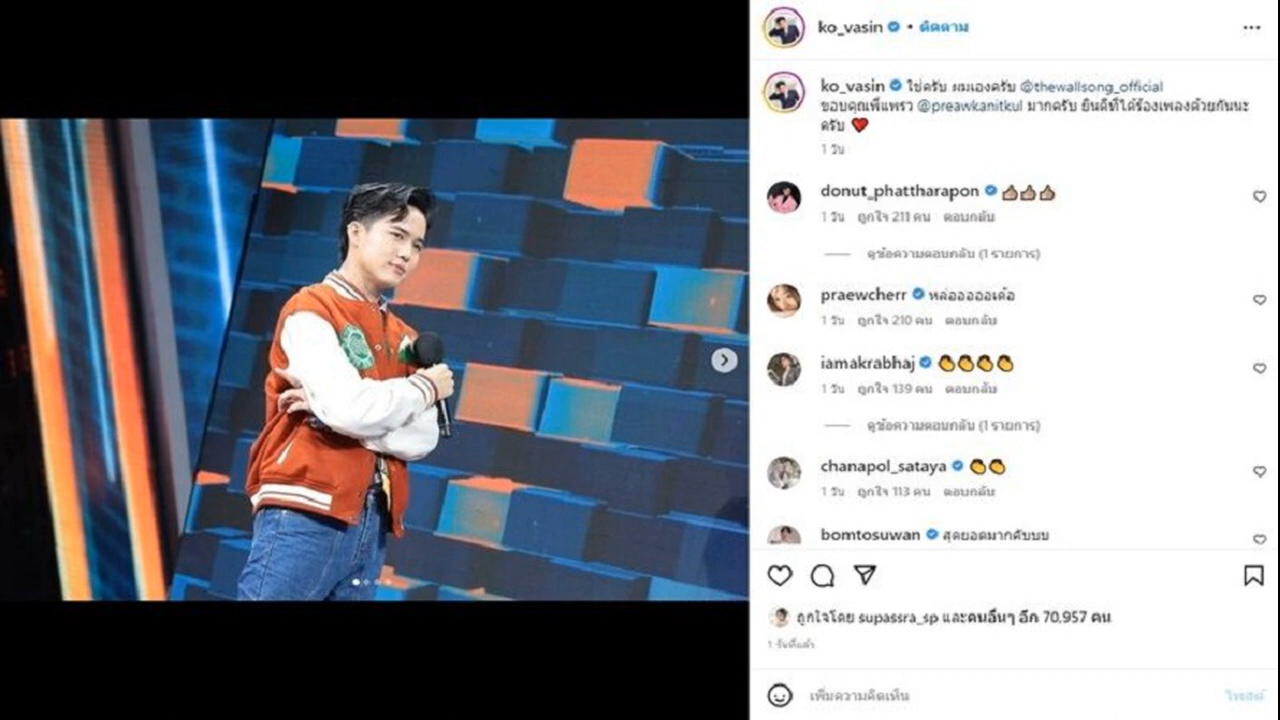 ko_vasin • ติดตาม
ko_vasin ใช่ครับ ผมเองครับ @thewallsong_official
ขอบคุณพี่แพรว @preawkanitkul มากครับ ยินดีที่ได้ร้องเพลงด้วยกันนะ
ครับ ❤️
1 วัน
donut_phattharapon 👍🏼👍🏼👍🏼
1 วัน ถูกใจ 211 คน ตอบกลับ
ดูข้อความตอบกลับ (1 รายการ)
praewcherr หล่ออออออเด้อ
1 วัน ถูกใจ 210 คน ตอบกลับ
iamakrabhaj 👏👏👏👏
1 วัน ถูกใจ 139 คน ตอบกลับ
ดูข้อความตอบกลับ (1 รายการ)
chanapol_sataya 👏👏
1 วัน ถูกใจ 113 คน ตอบกลับ
bomtosuwan สุดยอดมากคับบบ
ถูกใจโดย supassra_sp และคนอื่นๆ อีก 70,957 คน
1 วันที่แล้ว
เพิ่มความคิดเห็น
โพสต์